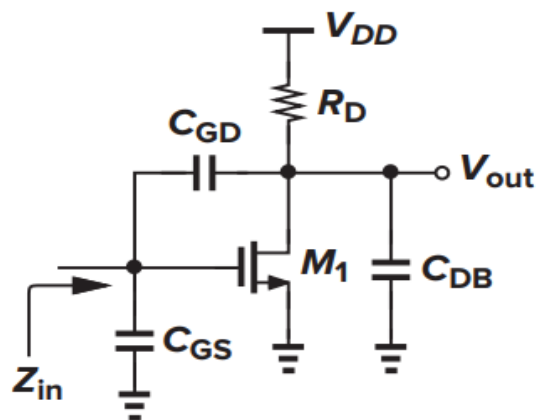 V_DD
R_D
C_GD
V_out
M_1
C_DB
C_GS
Z_in